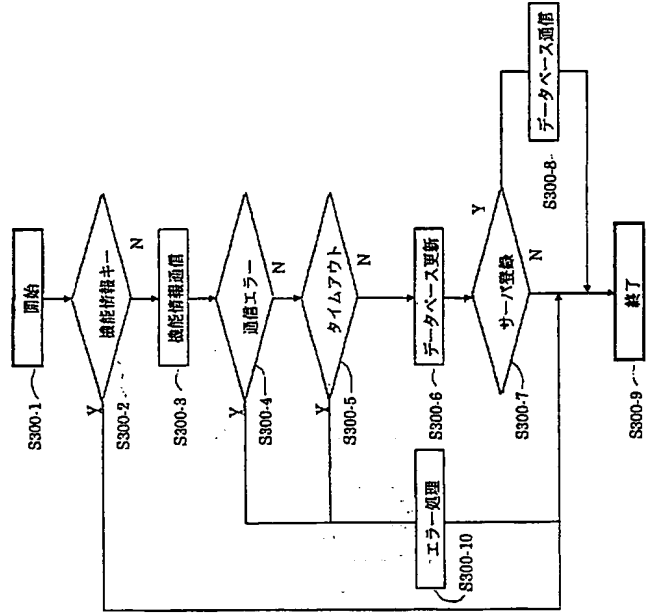 開始
S300-1
機能情報キー
Y
N
S300-2
機能情報通信
S300-3
通信エラー
Y
N
S300-4
タイムアウト
Y
N
S300-5
データベース更新
S300-6
サーバ登録
Y
N
S300-7
データベース通信
S300-8
終了
S300-9
エラー処理
S300-10